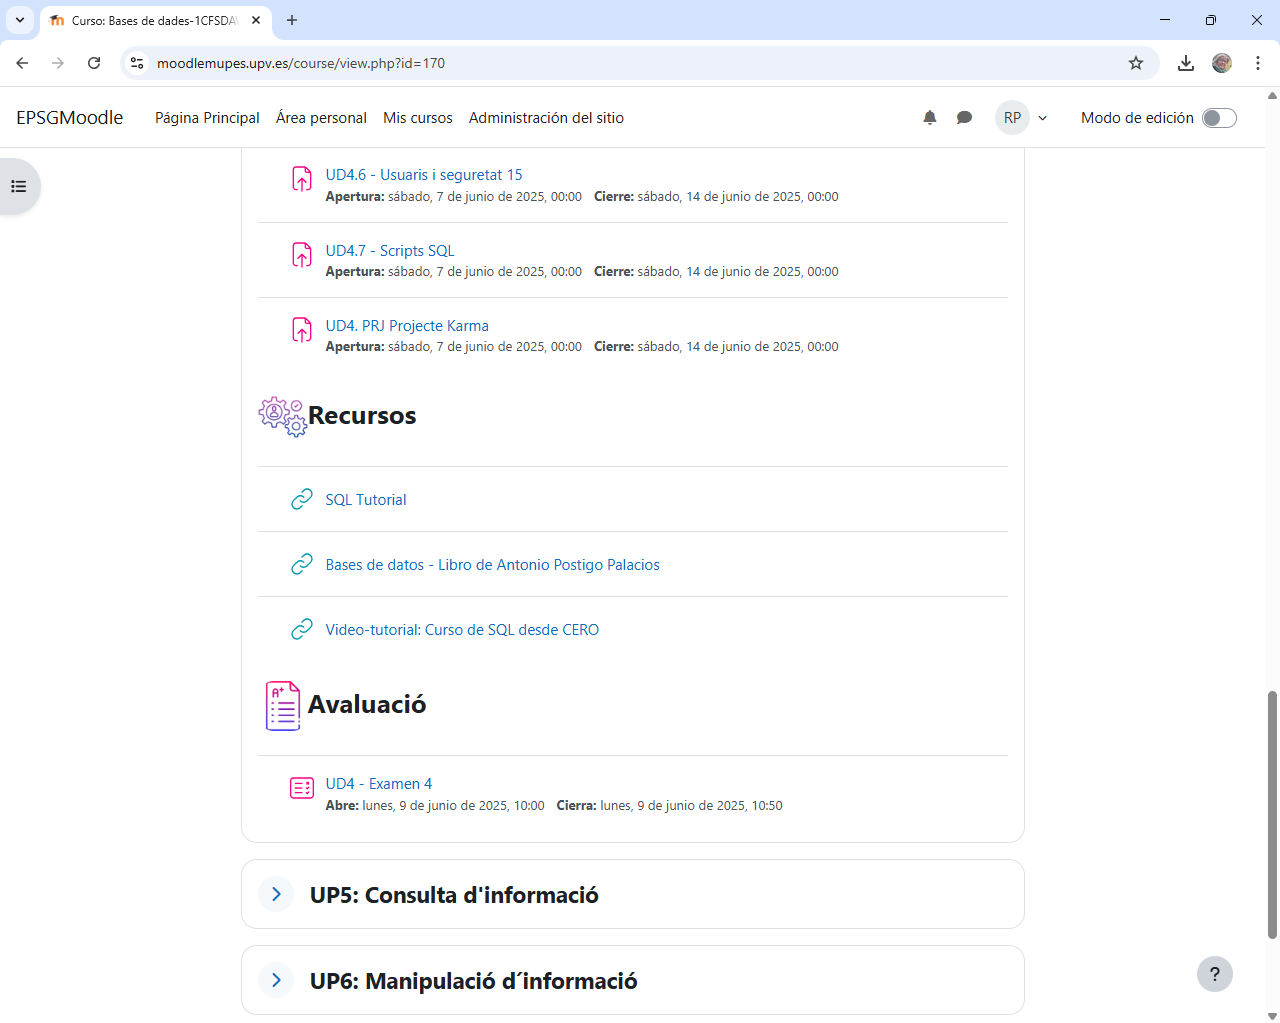 Curso: Bases de dades-1CFSDA
moodlemupes.upv.es/course/view.php?id=170
EPSGMoodle Página Principal Área personal Mis cursos Administración del sitio RP Modo de edición
UD4.6 - Usuaris i seguretat 15
Apertura: sábado, 7 de junio de 2025, 00:00 Cierre: sábado, 14 de junio de 2025, 00:00
UD4.7 - Scripts SQL
Apertura: sábado, 7 de junio de 2025, 00:00 Cierre: sábado, 14 de junio de 2025, 00:00
UD4. PRJ Projecte Karma
Apertura: sábado, 7 de junio de 2025, 00:00 Cierre: sábado, 14 de junio de 2025, 00:00
Recursos
SQL Tutorial
Bases de datos - Libro de Antonio Postigo Palacios
Video-tutorial: Curso de SQL desde CERO
A+
Avaluació
UD4 - Examen 4
Abre: lunes, 9 de junio de 2025, 10:00 Cierra: lunes, 9 de junio de 2025, 10:50
UP5: Consulta d'informació
UP6: Manipulació d´informació
?